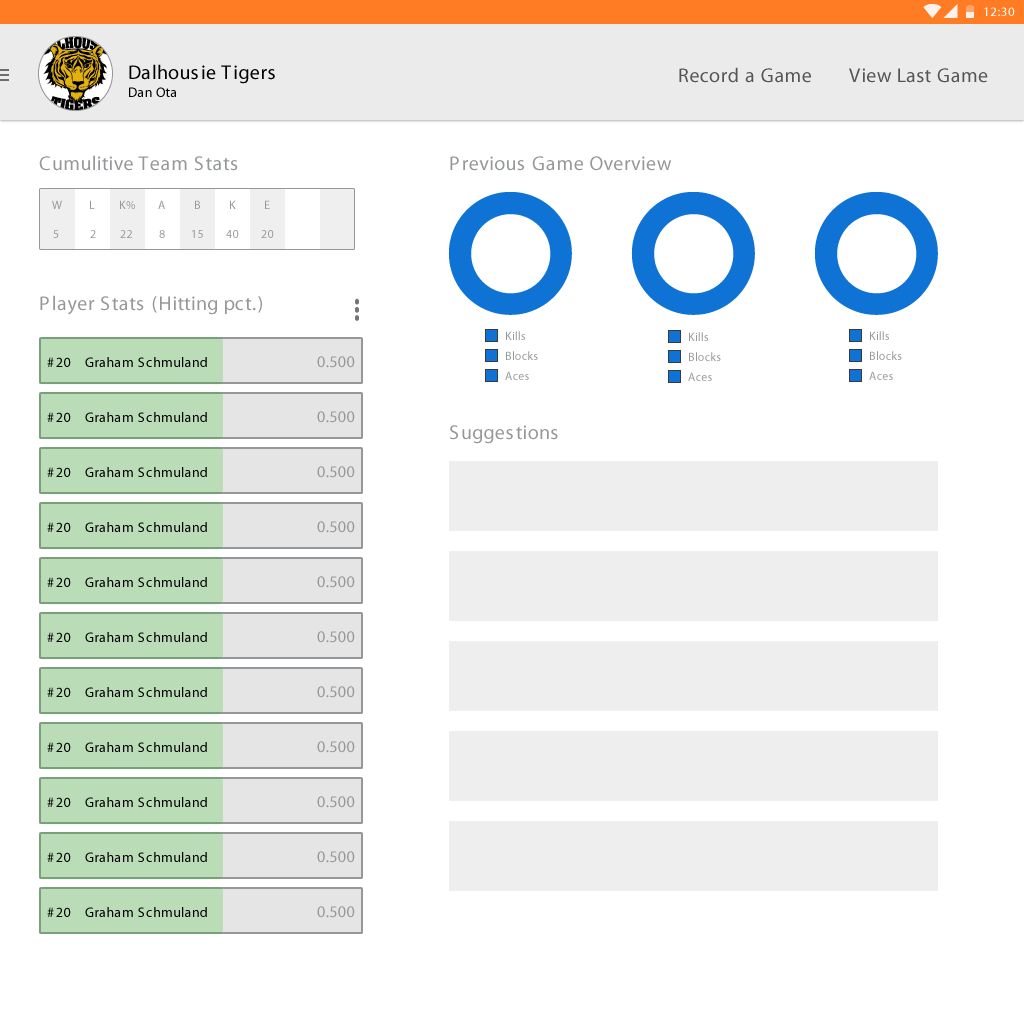 12:30
DALHOUSIE
TIGERS
Dalhousie Tigers
Dan Ota
Record a Game
View Last Game
Cumulitive Team Stats
W L K% A B K E
5 2 22 8 15 40 20
Player Stats (Hitting pct.)
#20 Graham Schmuland 0.500
#20 Graham Schmuland 0.500
#20 Graham Schmuland 0.500
#20 Graham Schmuland 0.500
#20 Graham Schmuland 0.500
#20 Graham Schmuland 0.500
#20 Graham Schmuland 0.500
#20 Graham Schmuland 0.500
#20 Graham Schmuland 0.500
#20 Graham Schmuland 0.500
#20 Graham Schmuland 0.500
Previous Game Overview
Kills
Blocks
Aces
Kills
Blocks
Aces
Kills
Blocks
Aces
Suggestions